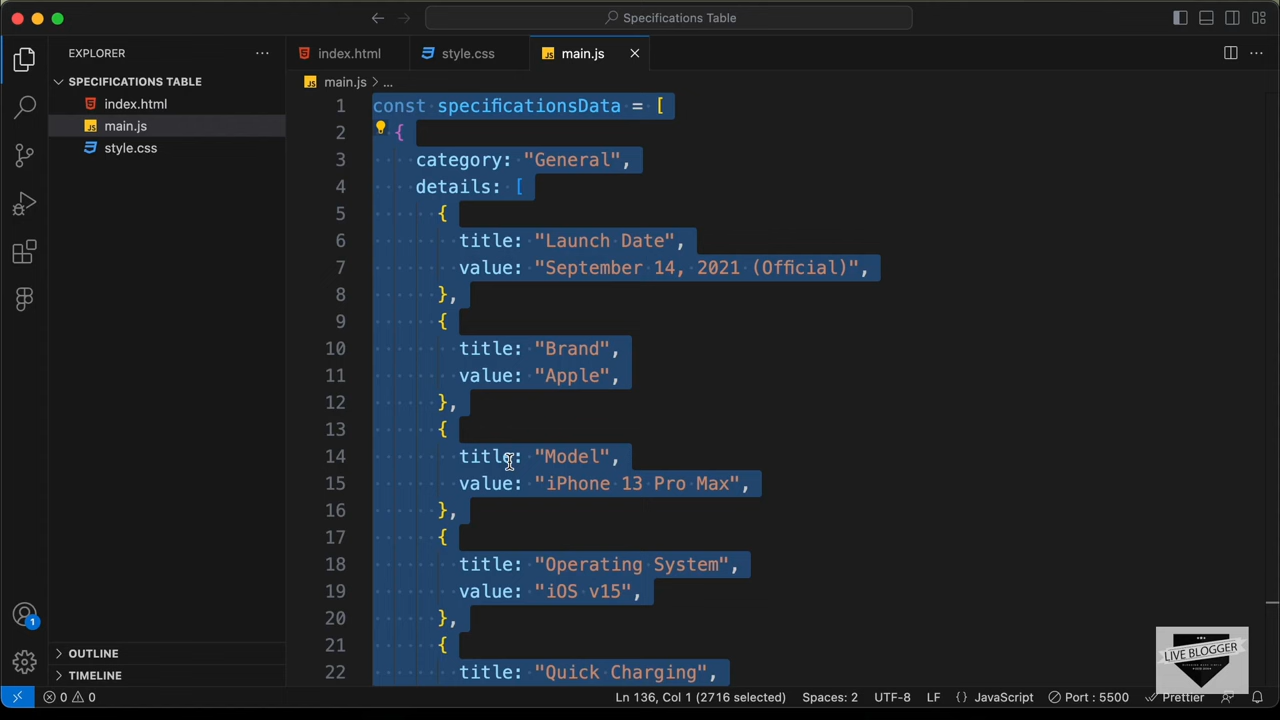 Specifications Table
EXPLORER
index.html
style.css
main.js
SPECIFICATIONS TABLE
index.html
main.js
style.css
main.js > ...
1 const specificationsData = [
2 {
3 category: "General",
4 details: [
5 {
6 title: "Launch Date",
7 value: "September 14, 2021 (Official)",
8 },
9 {
10 title: "Brand",
11 value: "Apple",
12 },
13 {
14 title: "Model",
15 value: "iPhone 13 Pro Max",
16 },
17 {
18 title: "Operating System",
19 value: "iOS v15",
20 },
21 {
22 title: "Quick Charging",
1
OUTLINE
TIMELINE
0 0
Ln 136, Col 1 (2716 selected)
Spaces: 2
UTF-8
LF
{} JavaScript
Port : 5500
Prettier
LIVE BLOGGER